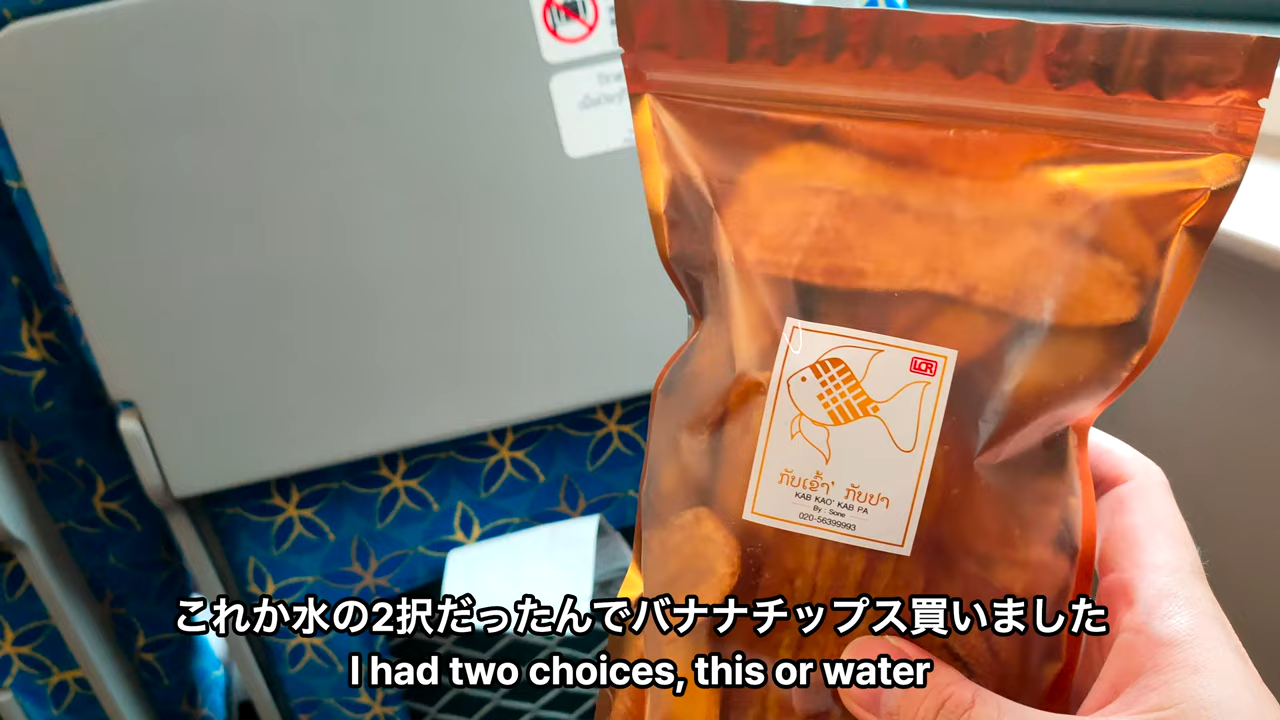 LCR
ກັບເຂົ້າ ກັບປາ
KAB KAO' KAB PA
By : Sone
020-56399993
これか水の2択だったんでバナナチップス買いました
I had two choices, this or water